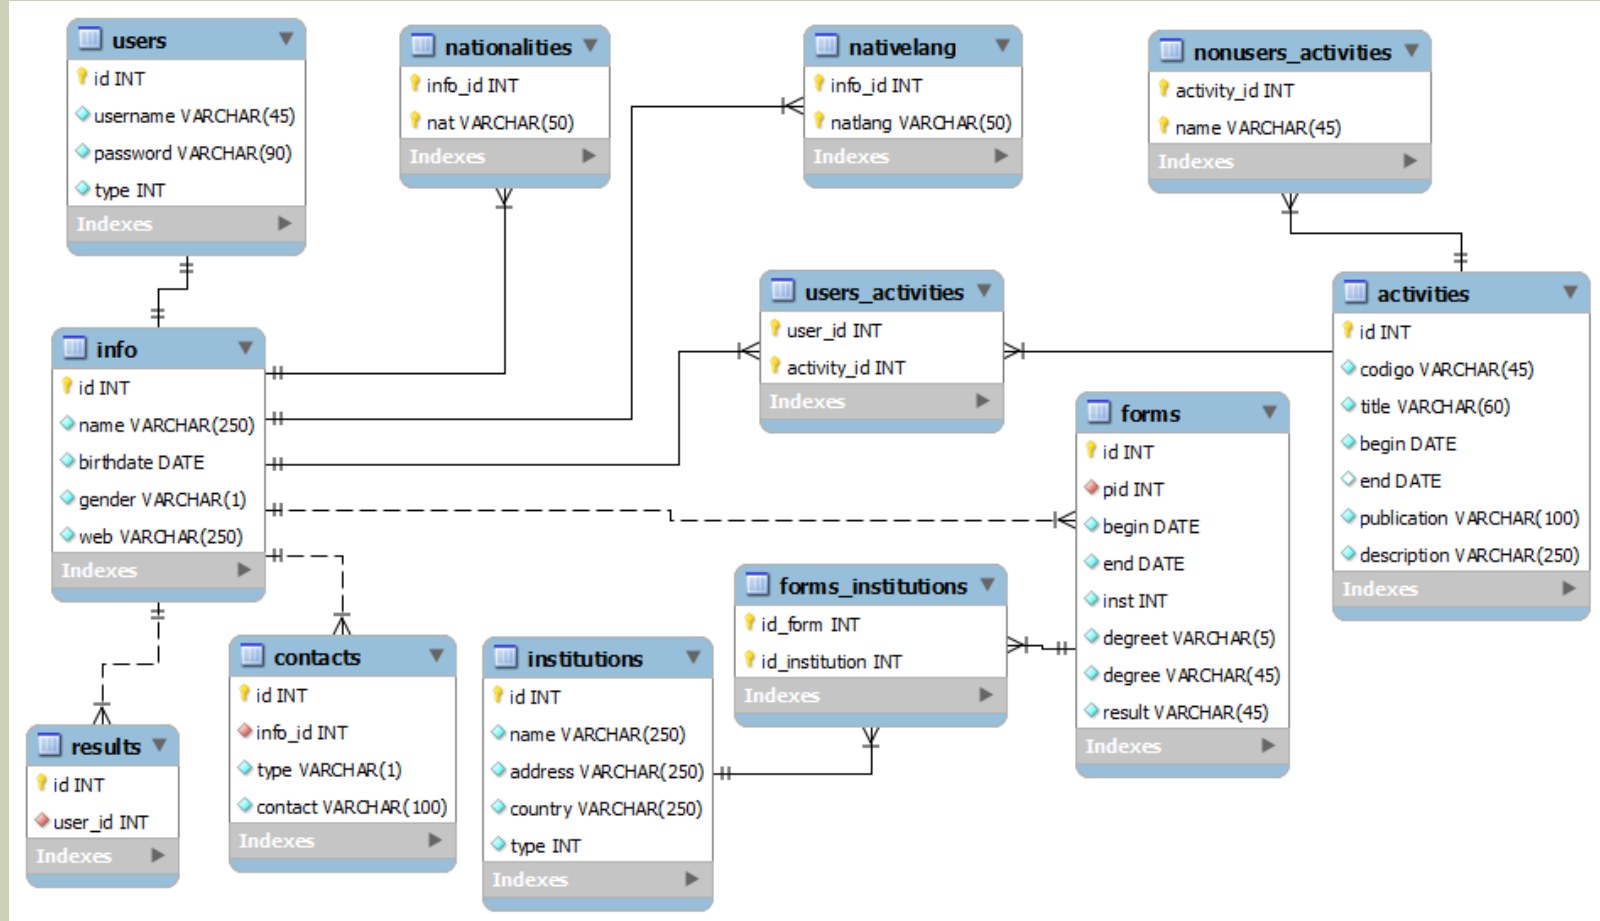 users
id INT
username VARCHAR(45)
password VARCHAR(90)
type INT
Indexes
nationalities
info_id INT
nat VARCHAR(50)
Indexes
nativelang
info_id INT
natlang VARCHAR(50)
Indexes
nonusers_activities
activity_id INT
name VARCHAR(45)
Indexes
info
id INT
name VARCHAR(250)
birthdate DATE
gender VARCHAR(1)
web VARCHAR(250)
Indexes
users_activities
user_id INT
activity_id INT
Indexes
activities
id INT
codigo VARCHAR(45)
title VARCHAR(60)
begin DATE
end DATE
publication VARCHAR(100)
description VARCHAR(250)
Indexes
forms
id INT
pid INT
begin DATE
end DATE
inst INT
degreet VARCHAR(5)
degree VARCHAR(45)
result VARCHAR(45)
Indexes
forms_institutions
id_form INT
id_institution INT
Indexes
contacts
id INT
info_id INT
type VARCHAR(1)
contact VARCHAR(100)
Indexes
institutions
id INT
name VARCHAR(250)
address VARCHAR(250)
country VARCHAR(250)
type INT
Indexes
results
id INT
user_id INT
Indexes